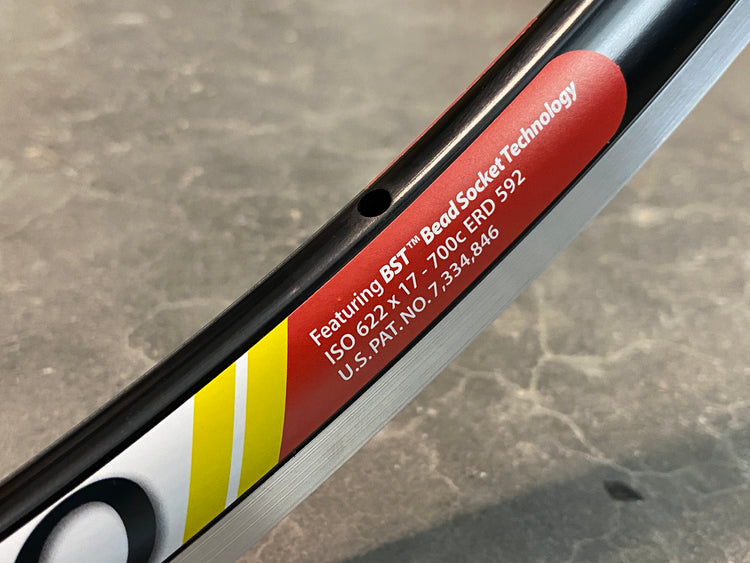 Featuring BST™ Bead Socket Technology
ISO 622 x 17 - 700c ERD 592
U.S. PAT. NO. 7,334,846